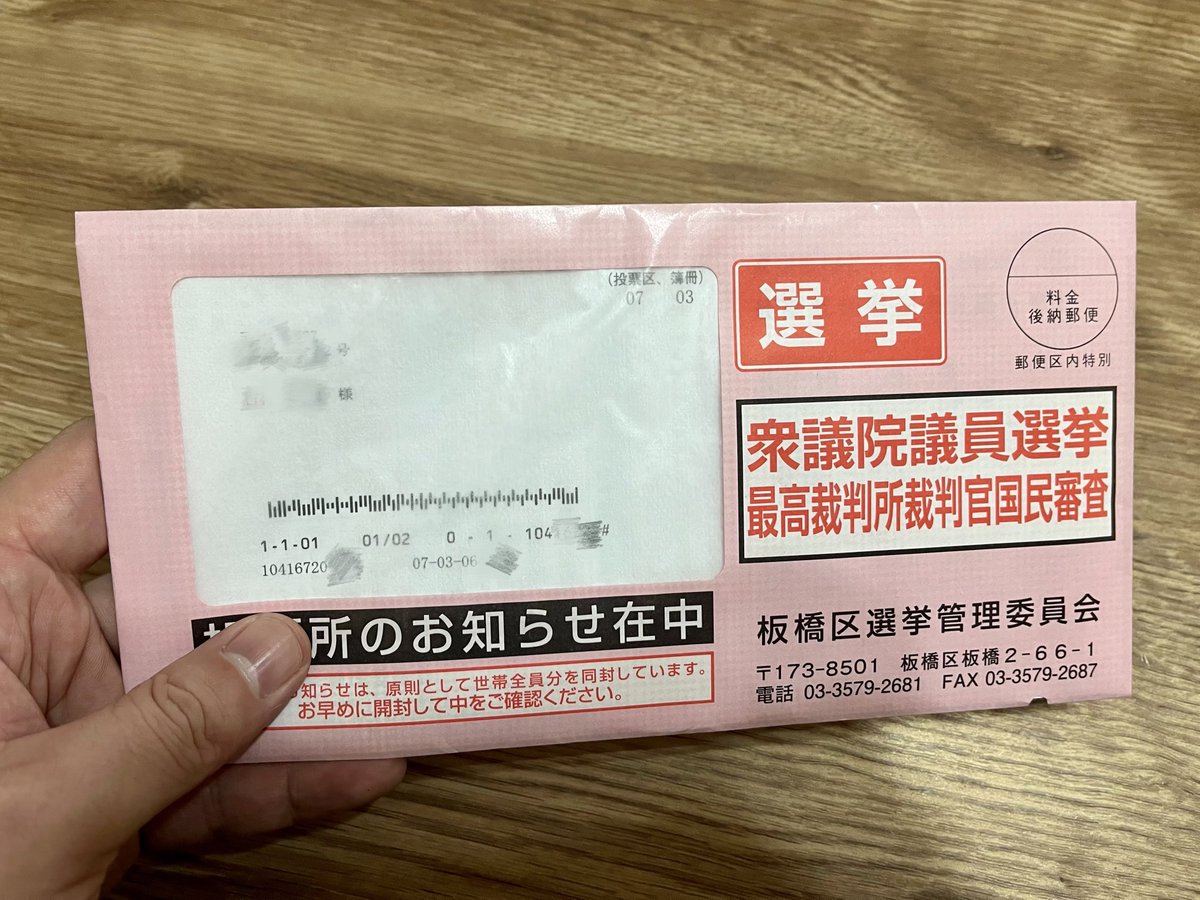 (投票区、簿冊)
07 03
号
様
1-1-01 01/02 0 - 1 - 104 #
10416720 07-03-06
所のお知らせ在中
お知らせは、原則として世帯全員分を同封しています。
お早めに開封して中をご確認ください。
選挙
料金
後納郵便
郵便区内特別
衆議院議員選挙
最高裁判所裁判官国民審査
板橋区選挙管理委員会
〒173-8501 板橋区板橋2-66-1
電話 03-3579-2681 FAX 03-3579-2687